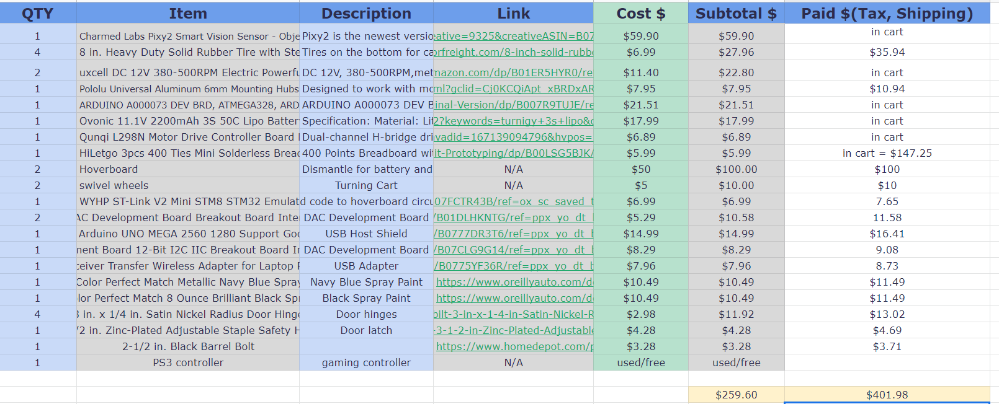 QTY Item Description Link Cost $ Subtotal $ Paid $(Tax, Shipping)
1 Charmed Labs Pixy2 Smart Vision Sensor - Obje Pixy2 is the newest versio eative=9325&creativeASIN=B07 $59.90 $59.90 in cart
4 8 in. Heavy Duty Solid Rubber Tire with Ste Tires on the bottom for ca orfreight.com/8-inch-solid-rubbe $6.99 $27.96 $35.94
2 uxcell DC 12V 380-500RPM Electric Powerfu DC 12V, 380-500RPM,met mazon.com/dp/B01ER5HYR0/re $11.40 $22.80 in cart
1 Pololu Universal Aluminum 6mm Mounting Hubs Designed to work with mo ml?gclid=Cj0KCQiApt_xBRDxAR $7.95 $7.95 $10.94
1 ARDUINO A000073 DEV BRD, ATMEGA328, ARD ARDUINO A000073 DEV B inal-Version/dp/B007R9TUJE/re $21.51 $21.51 in cart
1 Ovonic 11.1V 2200mAh 3S 50C Lipo Batter Specification: Material: Lit 2?keywords=turnigy+3s+lipo&c $17.99 $17.99 in cart
1 Qunqi L298N Motor Drive Controller Board Dual-channel H-bridge dri vadid=167139094796&hvpos= $6.89 $6.89 in cart
1 HiLetgo 3pcs 400 Ties Mini Solderless Breac 400 Points Breadboard wi it-Prototyping/dp/B00LSG5BJK/ $5.99 $5.99 in cart = $147.25
2 Hoverboard Dismantle for battery and N/A $50 $100.00 $100
2 swivel wheels Turning Cart N/A $5 $10.00 $10
1 WYHP ST-Link V2 Mini STM8 STM32 Emulat d code to hoverboard circu 07FCTR43B/ref=ox_sc_saved_t $6.99 $6.99 7.65
2 AC Development Board Breakout Board Inte DAC Development Board /B01DLHKNTG/ref=ppx_yo_dt_ $5.29 $10.58 11.58
1 Arduino UNO MEGA 2560 1280 Support Goo USB Host Shield /B0777DR3T6/ref=ppx_yo_dt_b $14.99 $14.99 $16.41
1 ment Board 12-Bit I2C IIC Breakout Board In DAC Development Board /B07CLG9G14/ref=ppx_yo_dt_b $8.29 $8.29 9.08
1 ceiver Transfer Wireless Adapter for Laptop P USB Adapter /B0775YF36R/ref=ppx_yo_dt_b $7.96 $7.96 8.73
1 Color Perfect Match Metallic Navy Blue Spray Navy Blue Spray Paint https://www.oreillyauto.com/de $10.49 $10.49 $11.49
1 lor Perfect Match 8 Ounce Brilliant Black Sp Black Spray Paint https://www.oreillyauto.com/de $10.49 $10.49 $11.49
4 3 in. x 1/4 in. Satin Nickel Radius Door Hinge Door hinges bilt-3-in-x-1-4-in-Satin-Nickel-R $2.98 $11.92 $13.02
1 /2 in. Zinc-Plated Adjustable Staple Safety H Door latch -3-1-2-in-Zinc-Plated-Adjustable $4.28 $4.28 $4.69
1 2-1/2 in. Black Barrel Bolt https://www.homedepot.com/p $3.28 $3.28 $3.71
1 PS3 controller gaming controller N/A used/free used/free
$259.60 $401.98